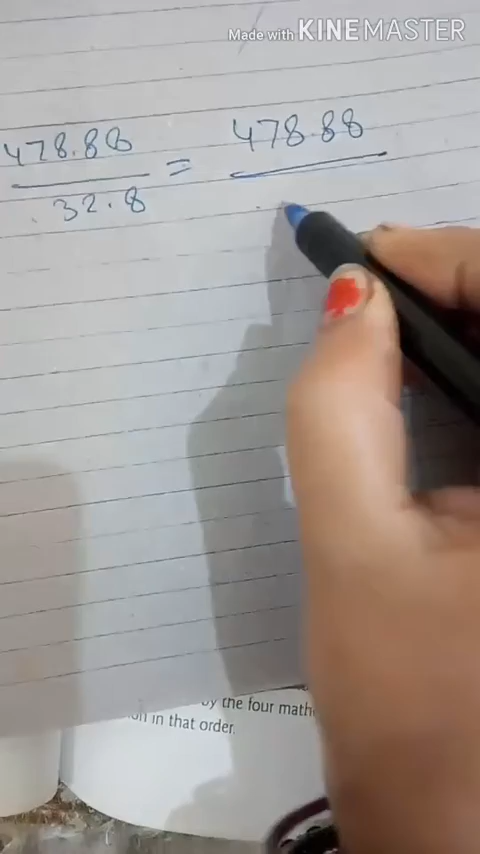 Made with KINEMASTER
478.88 = 478.88
32.8
by the four math
in that order.